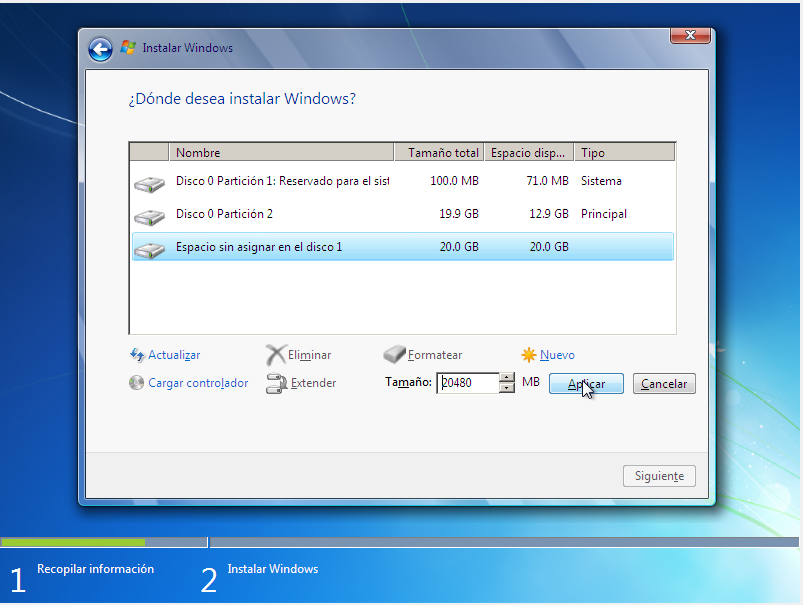 Instalar Windows
¿Dónde desea instalar Windows?
Nombre Tamaño total Espacio disp... Tipo
Disco 0 Partición 1: Reservado para el sist 100.0 MB 71.0 MB Sistema
Disco 0 Partición 2 19.9 GB 12.9 GB Principal
Espacio sin asignar en el disco 1 20.0 GB 20.0 GB
Actualizar Eliminar Formatear Nuevo
Cargar controlador Extender Tamaño: 20480 MB Aplicar Cancelar
Siguiente
1 Recopilar información 2 Instalar Windows